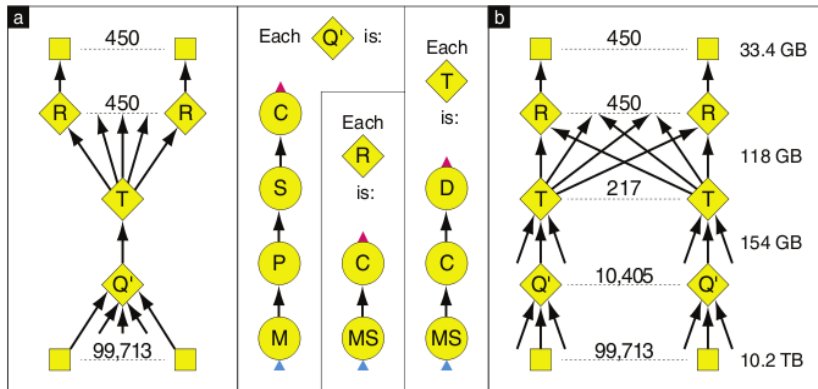 a
450
R
450
R
T
Q'
99,713
Each Q' is:
C
S
P
M
Each
R
is:
C
MS
Each
T
is:
D
C
MS
b
450
33.4 GB
R
450
R
118 GB
T
217
T
154 GB
Q'
10,405
Q'
99,713
10.2 TB